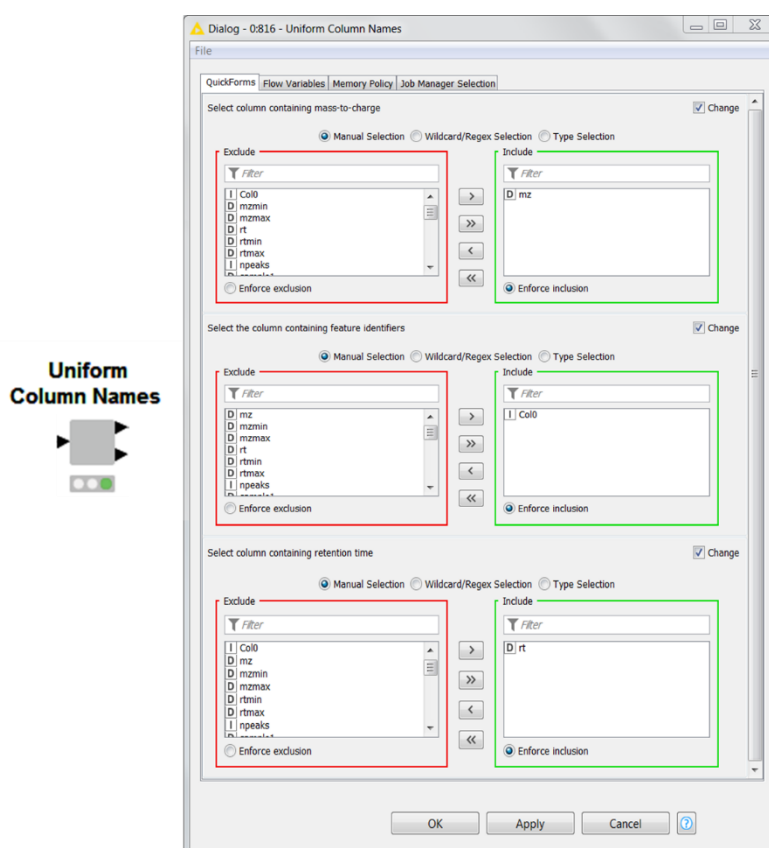 Uniform
Column Names
Dialog - 0:816 - Uniform Column Names
File
QuickForms Flow Variables Memory Policy Job Manager Selection
Select column containing mass-to-charge Change
Manual Selection Wildcard/Regex Selection Type Selection
Exclude Include
Filter Filter
I Col0 D mz
D mzmin
D mzmax
D rt
D rtmin
D rtmax
I npeaks
> 
>>
<
<<
Enforce exclusion Enforce inclusion
Select the column containing feature identifiers Change
Manual Selection Wildcard/Regex Selection Type Selection
Exclude Include
Filter Filter
D mz I Col0
D mzmin
D mzmax
D rt
D rtmin
D rtmax
I npeaks
>
>>
<
<<
Enforce exclusion Enforce inclusion
Select column containing retention time Change
Manual Selection Wildcard/Regex Selection Type Selection
Exclude Include
Filter Filter
I Col0 D rt
D mz
D mzmin
D mzmax
D rtmin
D rtmax
I npeaks
>
>>
<
<<
Enforce exclusion Enforce inclusion
OK Apply Cancel ?